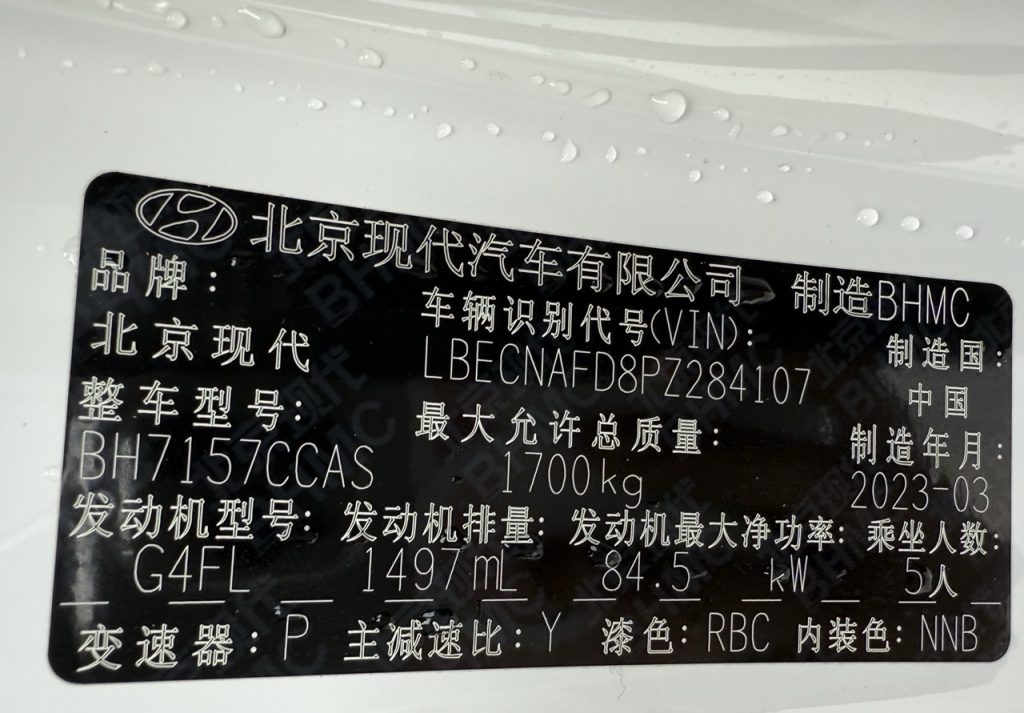 北京现代汽车有限公司 制造BHMC
品牌： 车辆识别代号(VIN)： 制造国：
北京现代 LBECNAFD8PZ284107 中国
整车型号： 最大允许总质量： 制造年月：
BH7157CCAS 1700kg 2023-03
发动机型号： 发动机排量： 发动机最大净功率： 乘坐人数：
G4FL 1497mL 84.5 kW 5人
变速器：P 主减速比：Y 漆色：RBC 内装色：NNB